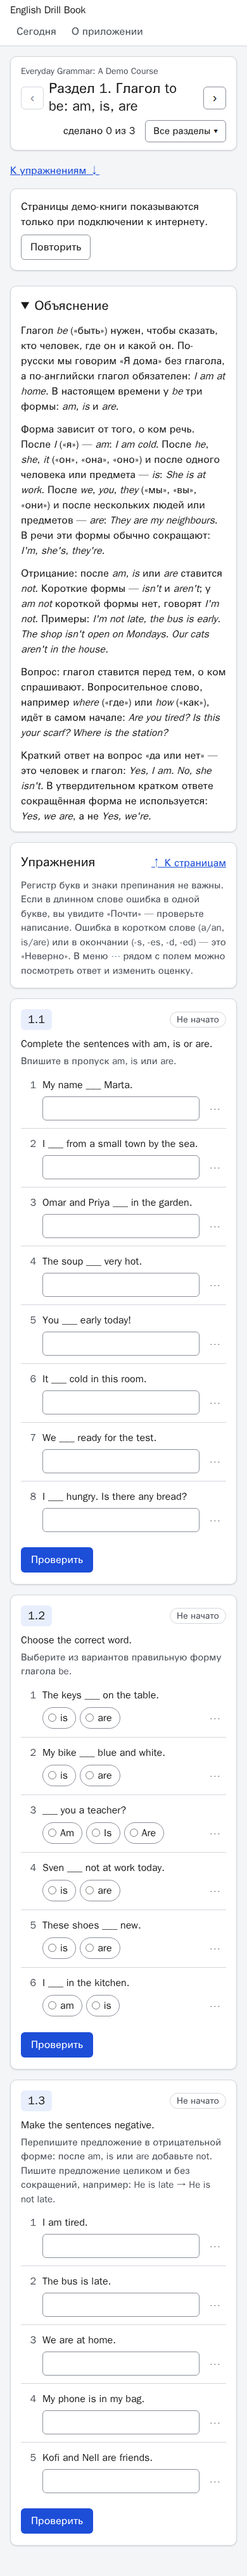 English Drill Book
Сегодня О приложении
Everyday Grammar: A Demo Course
‹ Раздел 1. Глагол to
be: am, is, are ›
сделано 0 из 3 Все разделы ▾
К упражнениям ↓
Страницы демо-книги показываются
только при подключении к интернету.
Повторить
▼ Объяснение
Глагол be («быть») нужен, чтобы сказать,
кто человек, где он и какой он. По-
русски мы говорим «Я дома» без глагола,
а по-английски глагол обязателен: I am at
home. В настоящем времени у be три
формы: am, is и are.
Форма зависит от того, о ком речь.
После I («я») — am: I am cold. После he,
she, it («он», «она», «оно») и после одного
человека или предмета — is: She is at
work. После we, you, they («мы», «вы»,
«они») и после нескольких людей или
предметов — are: They are my neighbours.
В речи эти формы обычно сокращают:
I'm, she's, they're.
Отрицание: после am, is или are ставится
not. Короткие формы — isn't и aren't; у
am not короткой формы нет, говорят I'm
not. Примеры: I'm not late, the bus is early.
The shop isn't open on Mondays. Our cats
aren't in the house.
Вопрос: глагол ставится перед тем, о ком
спрашивают. Вопросительное слово,
например where («где») или how («как»),
идёт в самом начале: Are you tired? Is this
your scarf? Where is the station?
Краткий ответ на вопрос «да или нет» —
это человек и глагол: Yes, I am. No, she
isn't. В утвердительном кратком ответе
сокращённая форма не используется:
Yes, we are, а не Yes, we're.
Упражнения ↑ К страницам
Регистр букв и знаки препинания не важны.
Если в длинном слове ошибка в одной
букве, вы увидите «Почти» — проверьте
написание. Ошибка в коротком слове (a/an,
is/are) или в окончании (-s, -es, -d, -ed) — это
«Неверно». В меню ··· рядом с полем можно
посмотреть ответ и изменить оценку.
1.1 Не начато
Complete the sentences with am, is or are.
Впишите в пропуск am, is или are.
1 My name ___ Marta.
···
2 I ___ from a small town by the sea.
···
3 Omar and Priya ___ in the garden.
···
4 The soup ___ very hot.
···
5 You ___ early today!
···
6 It ___ cold in this room.
···
7 We ___ ready for the test.
···
8 I ___ hungry. Is there any bread?
···
Проверить
1.2 Не начато
Choose the correct word.
Выберите из вариантов правильную форму
глагола be.
1 The keys ___ on the table.
is are ···
2 My bike ___ blue and white.
is are ···
3 ___ you a teacher?
Am Is Are ···
4 Sven ___ not at work today.
is are ···
5 These shoes ___ new.
is are ···
6 I ___ in the kitchen.
am is ···
Проверить
1.3 Не начато
Make the sentences negative.
Перепишите предложение в отрицательной
форме: после am, is или are добавьте not.
Пишите предложение целиком и без
сокращений, например: He is late → He is
not late.
1 I am tired.
···
2 The bus is late.
···
3 We are at home.
···
4 My phone is in my bag.
···
5 Kofi and Nell are friends.
···
Проверить